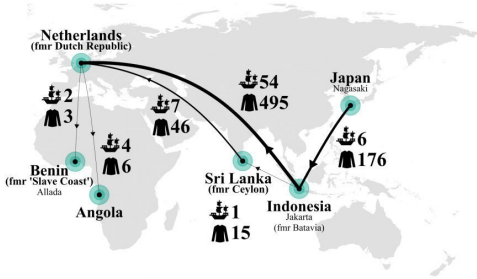 Netherlands
(fmr Dutch Republic)
2
3
4
6
7
46
54
495
Japan
Nagasaki
6
176
Benin
(fmr 'Slave Coast')
Allada
Angola
Sri Lanka
(fmr Ceylon)
1
15
Indonesia
Jakarta
(fmr Batavia)